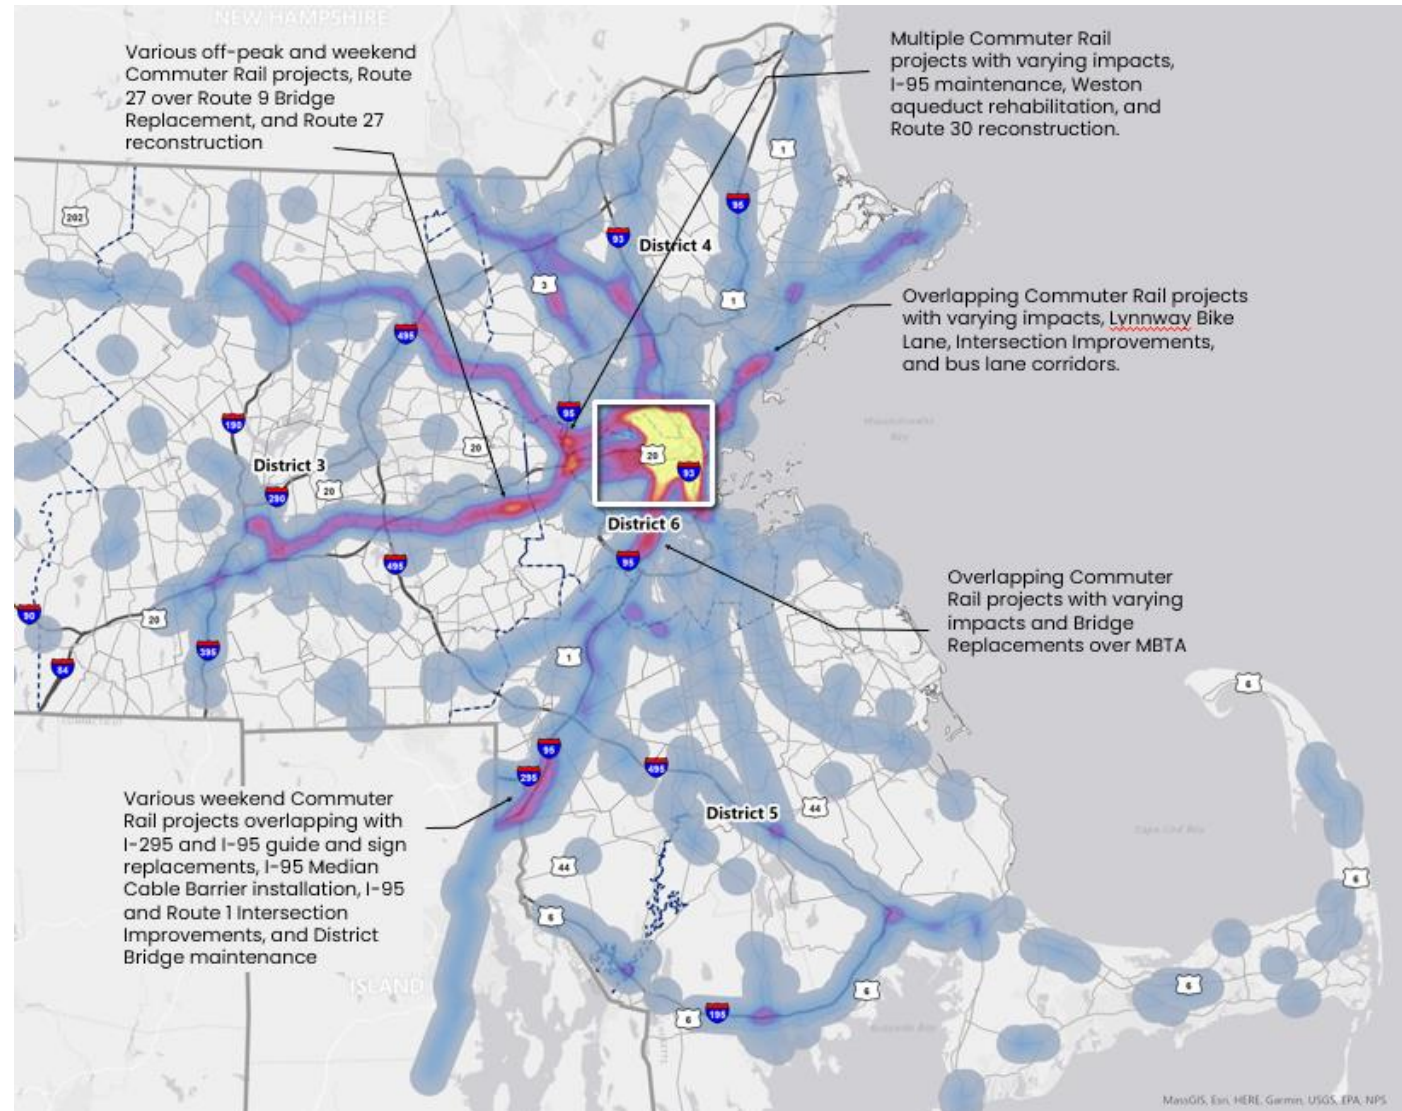 NEW HAMPSHIRE
Various off-peak and weekend
Commuter Rail projects, Route
27 over Route 9 Bridge
Replacement, and Route 27
reconstruction
Multiple Commuter Rail
projects with varying impacts,
I-95 maintenance, Weston
aqueduct rehabilitation, and
Route 30 reconstruction.
1
202
95
93
District 4
3
1
Overlapping Commuter Rail projects
with varying impacts, Lynnway Bike
Lane, Intersection Improvements,
and bus lane corridors.
495
95
190
20
20
93
District 3
20
290
District 6
95
495
Overlapping Commuter
Rail projects with varying
impacts and Bridge
Replacements over MBTA
90
20
395
84
1
6
95
295
495
Various weekend Commuter
Rail projects overlapping with
I-295 and I-95 guide and sign
replacements, I-95 Median
Cable Barrier installation, I-95
and Route 1 Intersection
Improvements, and District
Bridge maintenance
District 5
44
44
6
6
ISLAND
6
6
6
195
Cape Cod Bay
MassGIS, Esri, HERE, Garmin, USGS, EPA, NPS